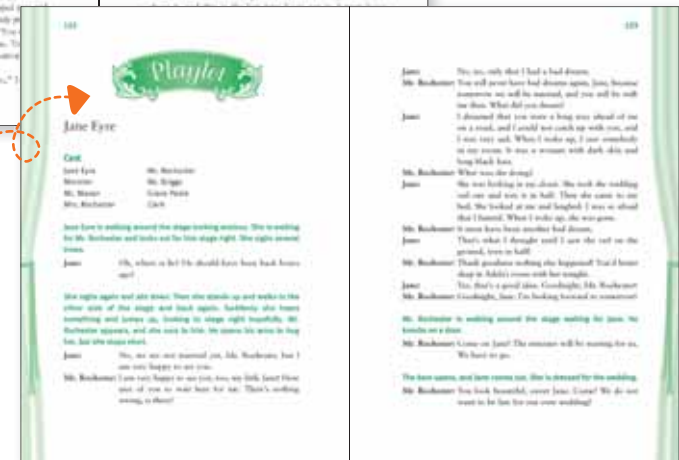 Playlet
Jane Eyre
Cast
Jane Eyre Mr. Rochester
Minister Mr. Briggs
Mr. Mason Grace Poole
Mrs. Rochester Clerk
Jane Eyre is walking around the stage looking anxious. She is waiting
for Mr. Rochester and looks out for him stage right. She sighs several
times.
Jane: Oh, where is he? He should have been back hours
ago!
She sighs again and sits down. Then she stands up and walks to the
other side of the stage and back again. Suddenly she hears
something and jumps up, looking to stage right hopefully. Mr.
Rochester appears, and she runs to him. He opens his arms to hug
her, but she stops short.
Jane: No, we are not married yet, Mr. Rochester, but I
am very happy to see you.
Mr. Rochester: I am very happy to see you, too, my little Jane! How
nice of you to wait here for me. There's nothing
wrong, is there?
Jane: No, no, only that I had a bad dream.
Mr. Rochester: You will never have bad dreams again, Jane, because
tomorrow we will be married, and you will be with
me then. What did you dream?
Jane: I dreamed that you were a long way ahead of me
on a road, and I could not catch up with you, and
I was very sad. When I woke up, I saw somebody
in my room. It was a woman with dark skin and
long black hair.
Mr. Rochester: What was she doing?
Jane: She was looking in my closet. She took the wedding
veil out and tore it in half. Then she came to my
bed. She looked at me and laughed. I was so afraid
that I fainted. When I woke up, she was gone.
Mr. Rochester: It must have been another bad dream.
Jane: That's what I thought until I saw the veil on the
ground, torn in half!
Mr. Rochester: Thank goodness nothing else happened! You'd better
sleep in Adele's room with her tonight.
Jane: Yes, that's a good idea. Goodnight, Mr. Rochester!
Mr. Rochester: Goodnight, Jane. I'm looking forward to tomorrow!
Mr. Rochester is walking around the stage waiting for Jane. He
knocks on a door.
Mr. Rochester: Come on Jane! The minister will be waiting for us.
We have to go.
The door opens, and Jane comes out. She is dressed for the wedding.
Mr. Rochester: You look beautiful, sweet Jane. Come! We do not
want to be late for our own wedding!